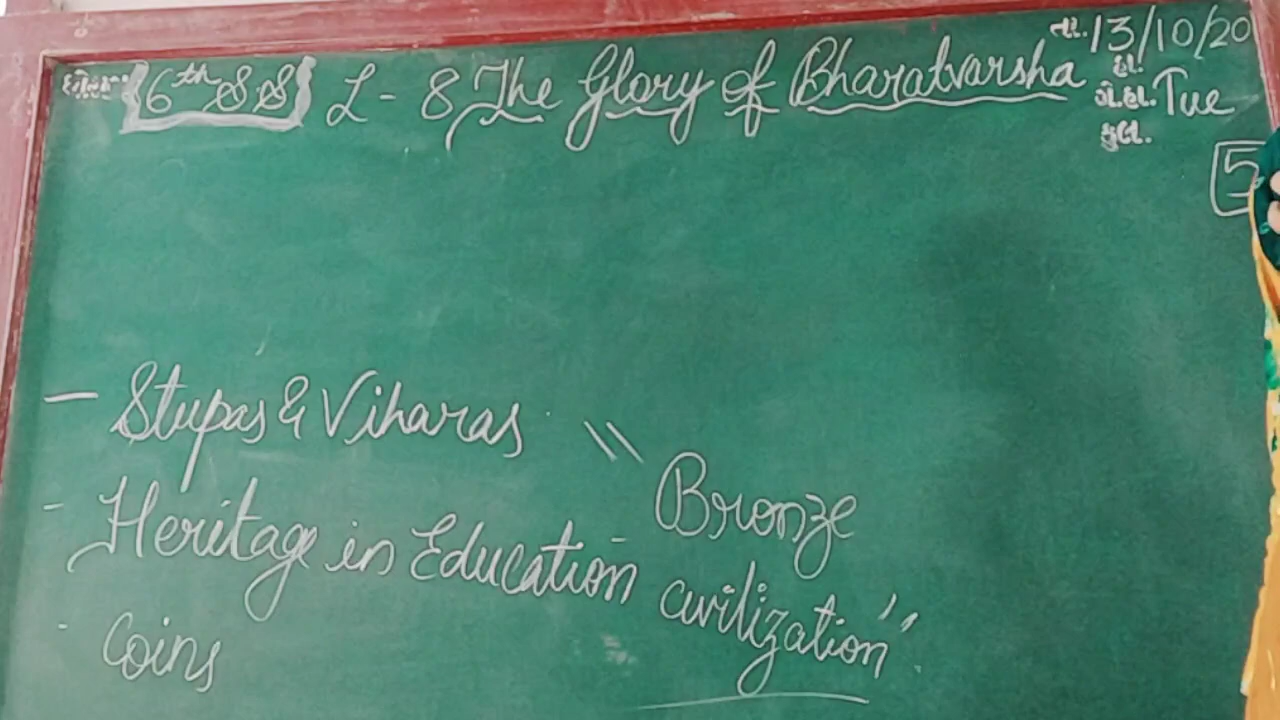 તા. 13/10/20
6th S.S L - 8 The Glory of Bharatvarsha
Tue
5
- Stupas & Viharas
- Heritage in Education
- Coins
" Bronze
civilization"